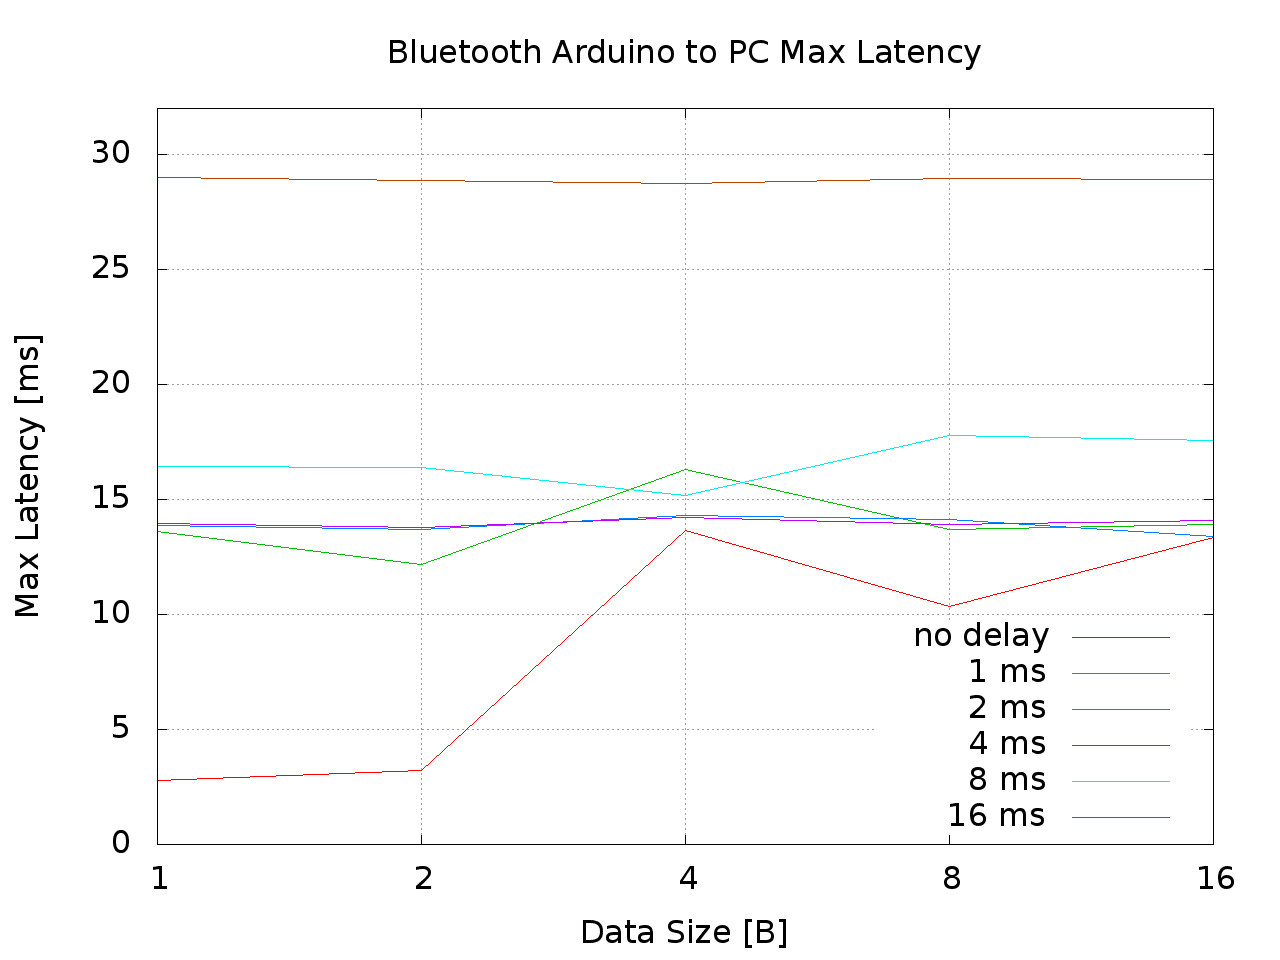 Bluetooth Arduino to PC Max Latency
30
25
20
15
10
5
0
Max Latency [ms]
no delay
1 ms
2 ms
4 ms
8 ms
16 ms
1 2 4 8 16
Data Size [B]